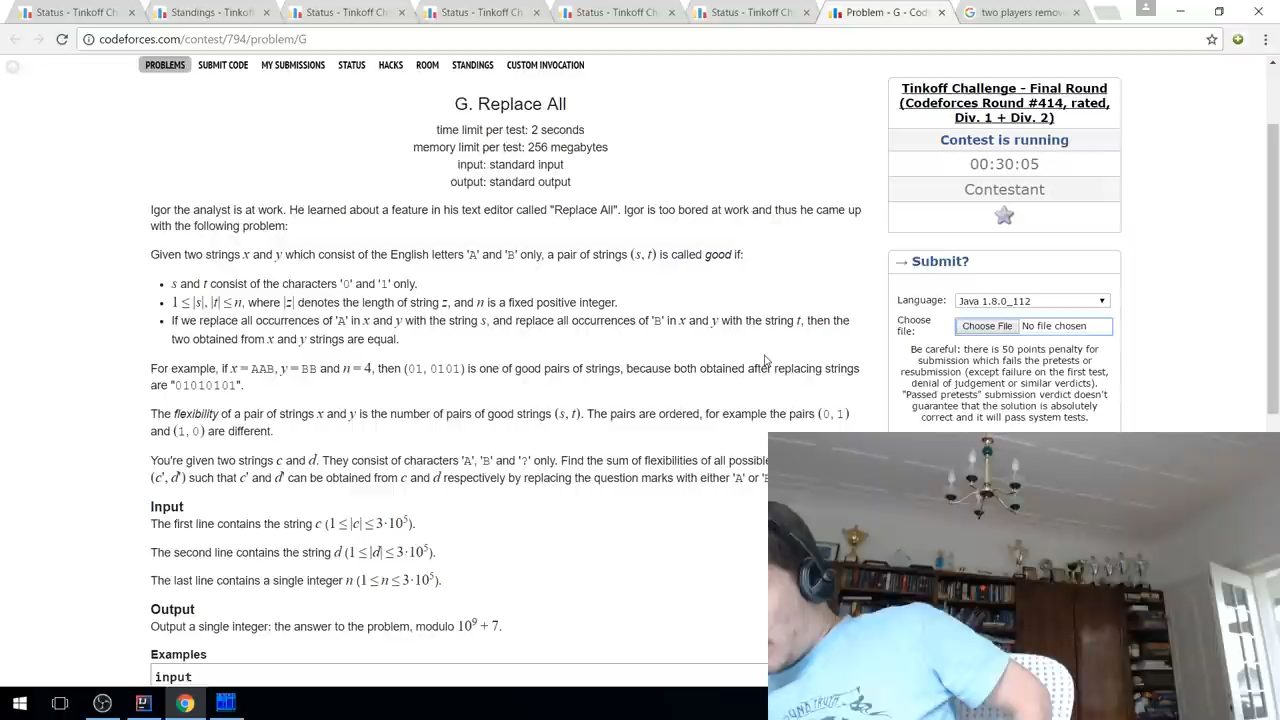 Status - Tinkoff Ch
Standings - Tinkoff
Status - Tinkoff Ch
Status - Tinkoff Ch
Status - Tinkoff Ch
Status - Tinkoff Ch
Problem - G - Code
two players remov
codeforces.com/contest/794/problem/G
PROBLEMS SUBMIT CODE MY SUBMISSIONS STATUS HACKS ROOM STANDINGS CUSTOM INVOCATION
G. Replace All
time limit per test: 2 seconds
memory limit per test: 256 megabytes
input: standard input
output: standard output
Igor the analyst is at work. He learned about a feature in his text editor called "Replace All". Igor is too bored at work and thus he came up
with the following problem:
Given two strings x and y which consist of the English letters 'A' and 'B' only, a pair of strings (s, t) is called good if:
• s and t consist of the characters '0' and '1' only.
• 1 ≤ |s|, |t| ≤ n, where |z| denotes the length of string z, and n is a fixed positive integer.
• If we replace all occurrences of 'A' in x and y with the string s, and replace all occurrences of 'B' in x and y with the string t, then the
two obtained from x and y strings are equal.
For example, if x = AAB, y = BB and n = 4, then (01, 0101) is one of good pairs of strings, because both obtained after replacing strings
are "01010101".
The flexibility of a pair of strings x and y is the number of pairs of good strings (s, t). The pairs are ordered, for example the pairs (0, 1)
and (1, 0) are different.
You're given two strings c and d. They consist of characters 'A', 'B' and '?' only. Find the sum of flexibilities of all possible
(c', d') such that c' and d' can be obtained from c and d respectively by replacing the question marks with either 'A' or
Input
The first line contains the string c (1 ≤ |c| ≤ 3·10⁵).
The second line contains the string d (1 ≤ |d| ≤ 3·10⁵).
The last line contains a single integer n (1 ≤ n ≤ 3·10⁵).
Output
Output a single integer: the answer to the problem, modulo 10⁹ + 7.
Examples
input
Tinkoff Challenge - Final Round
(Codeforces Round #414, rated,
Div. 1 + Div. 2)
Contest is running
00:30:05
Contestant
→ Submit?
Language: Java 1.8.0_112
Choose
file: Choose File No file chosen
Be careful: there is 50 points penalty for
submission which fails the pretests or
resubmission (except failure on the first test,
denial of judgement or similar verdicts).
"Passed pretests" submission verdict doesn't
guarantee that the solution is absolutely
correct and it will pass system tests.